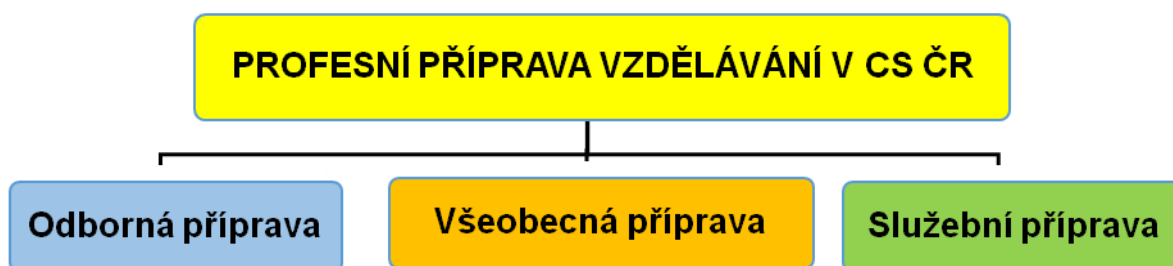 PROFESNÍ PŘÍPRAVA VZDĚLÁVÁNÍ V CS ČR
Odborná příprava
Všeobecná příprava
Služební příprava